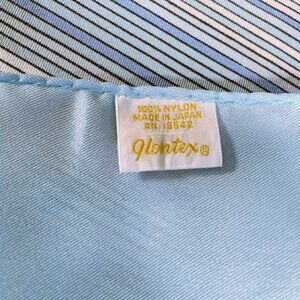 100% NYLON
MADE IN JAPAN
RN 15542
glentex®